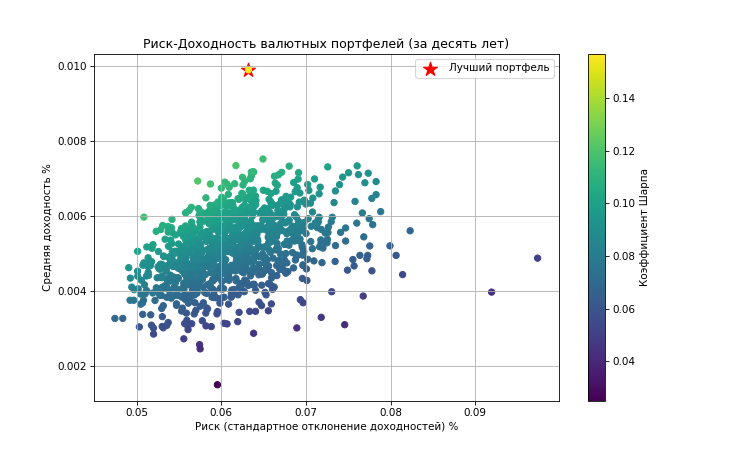 Риск-Доходность валютных портфелей (за десять лет)
Лучший портфель
Средняя доходность %
0.010
0.008
0.006
0.004
0.002
0.05 0.06 0.07 0.08 0.09
Риск (стандартное отклонение доходностей) %
0.14
0.12
0.10
0.08
0.06
0.04
Коэффициент Шарпа